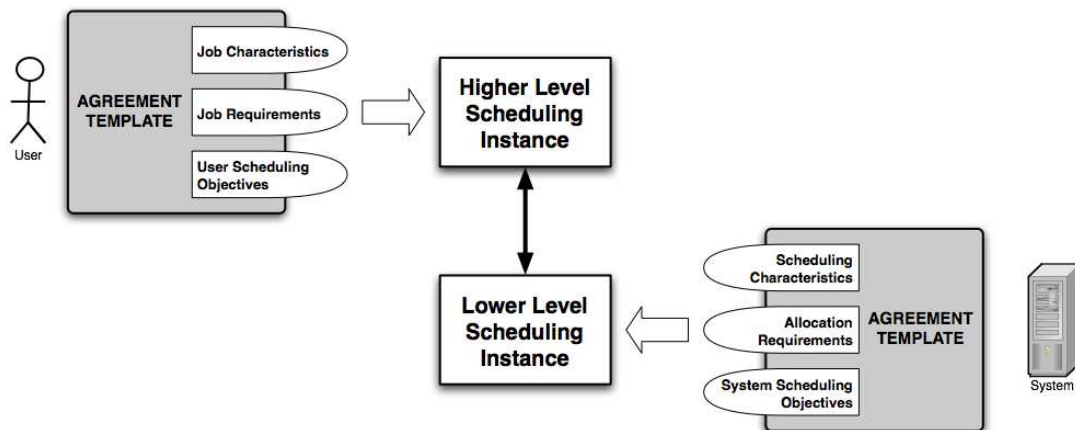 Job Characteristics
AGREEMENT
TEMPLATE
Job Requirements
User Scheduling
Objectives
User
Higher Level
Scheduling
Instance
Lower Level
Scheduling
Instance
Scheduling
Characteristics
Allocation
Requirements
System Scheduling
Objectives
AGREEMENT
TEMPLATE
System